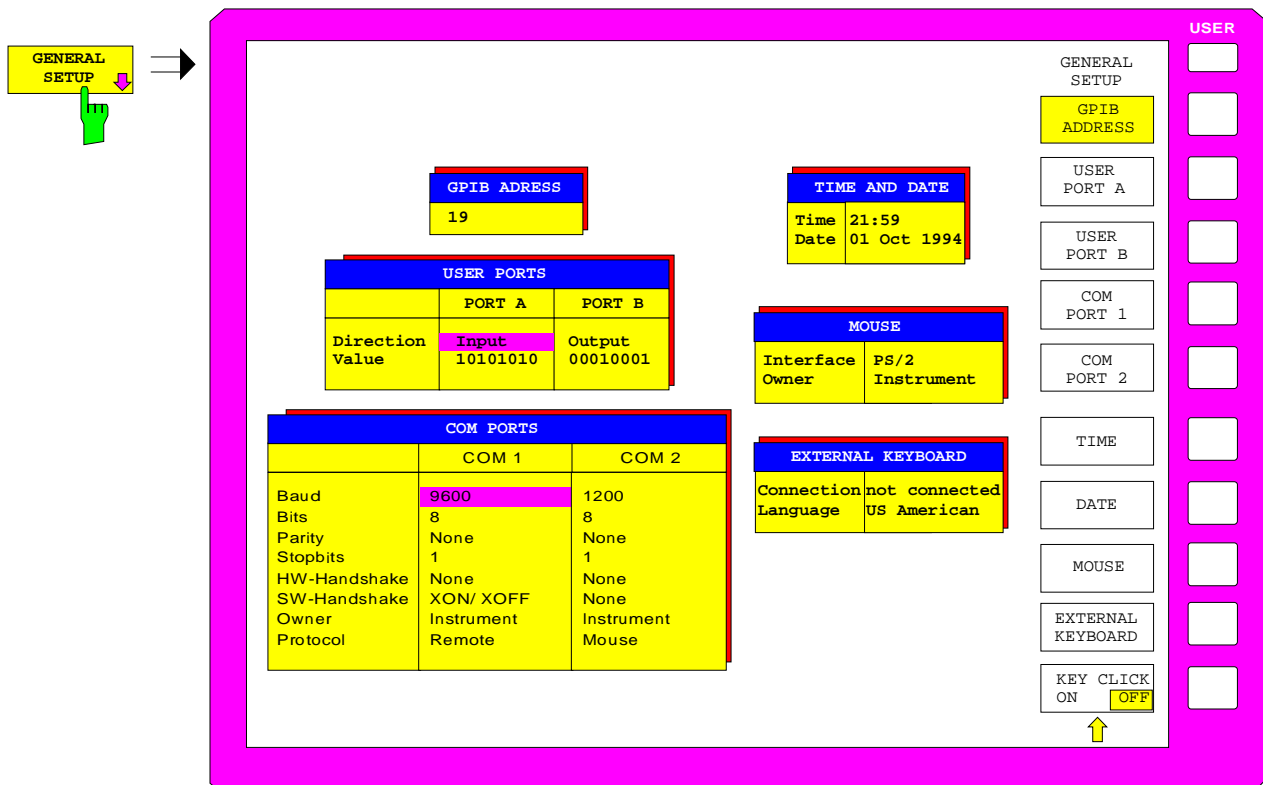 GENERAL
SETUP
USER
GPIB ADRESS
19
USER PORTS
PORT A PORT B
Direction Input Output
Value 10101010 00010001
COM PORTS
COM 1 COM 2
Baud 9600 1200
Bits 8 8
Parity None None
Stopbits 1 1
HW-Handshake None None
SW-Handshake XON/ XOFF None
Owner Instrument Instrument
Protocol Remote Mouse
TIME AND DATE
Time 21:59
Date 01 Oct 1994
MOUSE
Interface PS/2
Owner Instrument
EXTERNAL KEYBOARD
Connection not connected
Language US American
GENERAL
SETUP
GPIB
ADDRESS
USER
PORT A
USER
PORT B
COM
PORT 1
COM
PORT 2
TIME
DATE
MOUSE
EXTERNAL
KEYBOARD
KEY CLICK
ON OFF